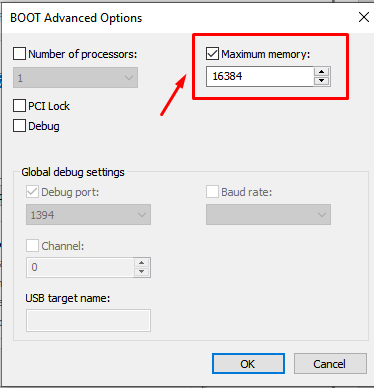 BOOT Advanced Options
Number of processors:
1
Maximum memory:
16384
PCI Lock
Debug
Global debug settings
Debug port:
1394
Baud rate:
Channel:
0
USB target name:
OK
Cancel